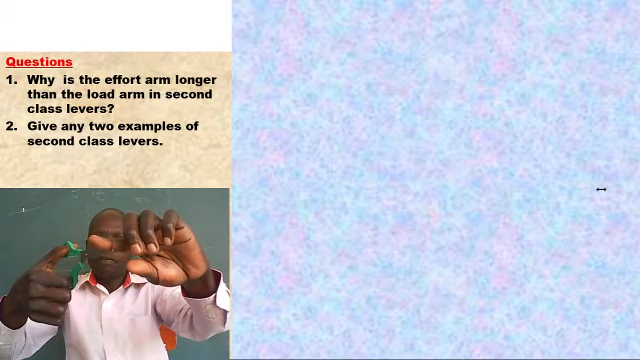 Questions
1. Why is the effort arm longer
than the load arm in second
class levers?
2. Give any two examples of
second class levers.